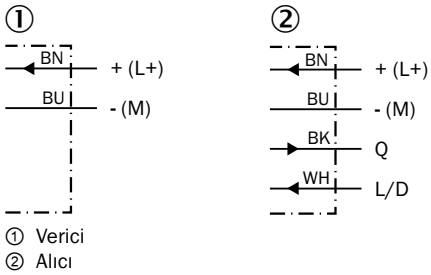 ① ②
BN + (L+) BN + (L+)
BU - (M) BU - (M)
BK Q
WH L/D
① Verici
② Alıcı